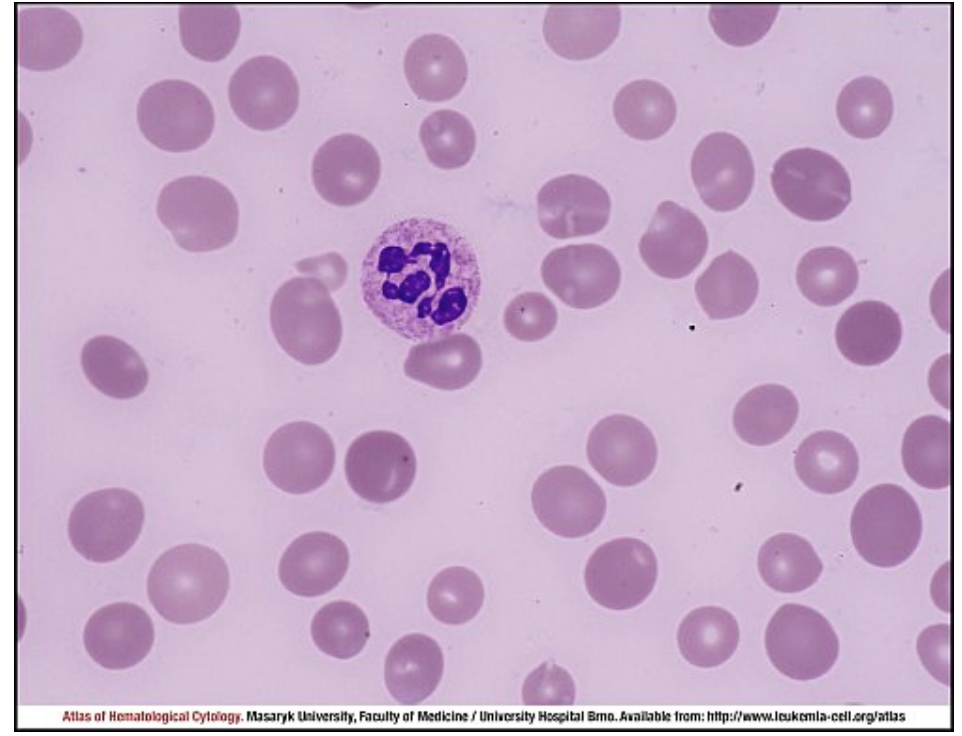 Atlas of Hematological Cytology. Masaryk University, Faculty of Medicine / University Hospital Brno. Available from: http://www.leukemia-cell.org/atlas